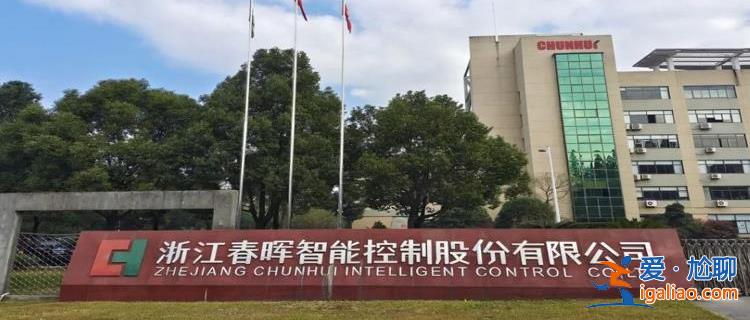 CHUNHUI
浙江春晖智能控制股份有限公司
ZHEJIANG CHUNHUI INTELLIGENT CONTROL CO.
爱·尬聊
igaliao.com